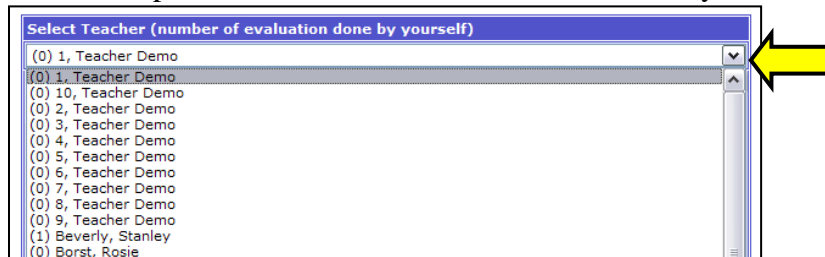 Select Teacher (number of evaluation done by yourself)
(0) 1, Teacher Demo
(0) 1, Teacher Demo
(0) 10, Teacher Demo
(0) 2, Teacher Demo
(0) 3, Teacher Demo
(0) 4, Teacher Demo
(0) 5, Teacher Demo
(0) 6, Teacher Demo
(0) 7, Teacher Demo
(0) 8, Teacher Demo
(0) 9, Teacher Demo
(1) Beverly, Stanley
(0) Borst, Rosie